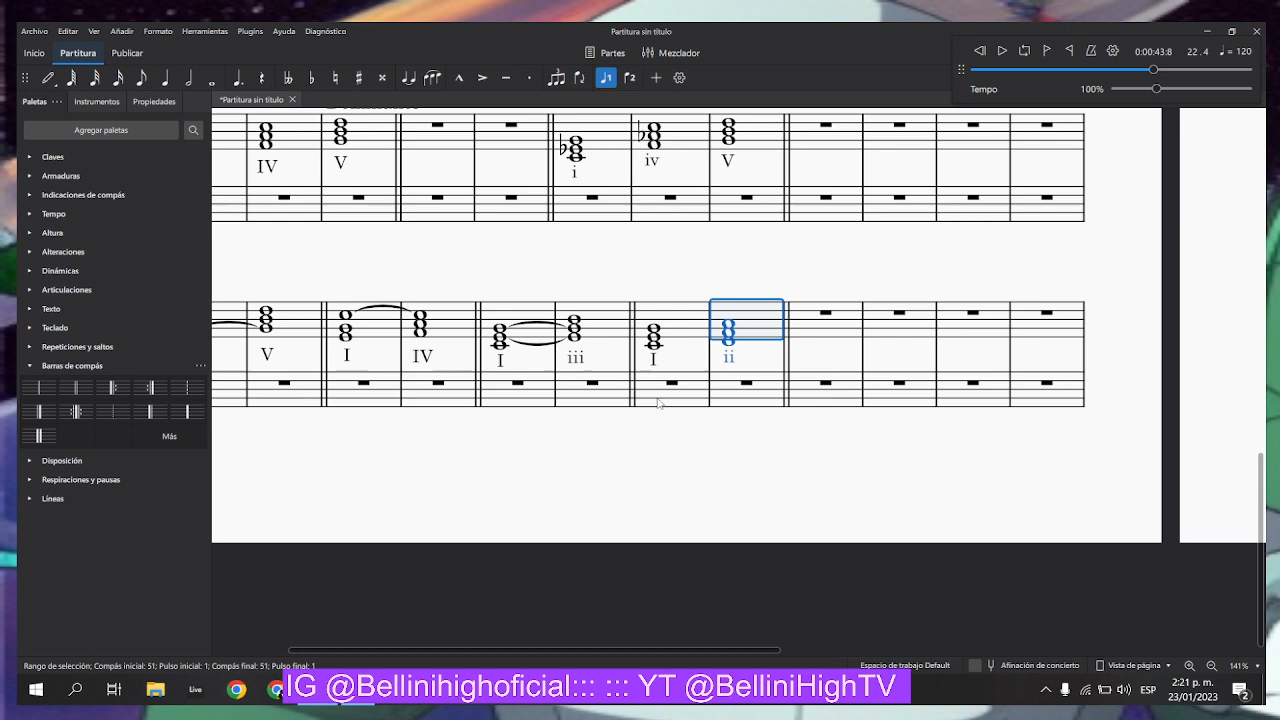 Archivo Editar Ver Añadir Formato Herramientas Plugins Ayuda Diagnóstico
Partitura sin título
Inicio Partitura Publicar
Partes Mezclador
0:00:43:8 22 . 4 = 120
Tempo 100%
Paletas Instrumentos Propiedades
*Partitura sin título
Agregar paletas
Claves
Armaduras
Indicaciones de compás
Tempo
Altura
Alteraciones
Dinámicas
Articulaciones
Texto
Teclado
Repeticiones y saltos
Barras de compás
Más
Disposición
Respiraciones y pausas
Líneas
IV V i iv V
V I IV I iii I ii
Rango de selección; Compás inicial: 51; Pulso inicial: 1; Compás final: 51; Pulso final: 1
Espacio de trabajo Default Afinación de concierto Vista de página 141%
Live
IG @Bellinihighoficial::: ::: YT @BelliniHighTV
ESP
2:21 p. m.
23/01/2023
2